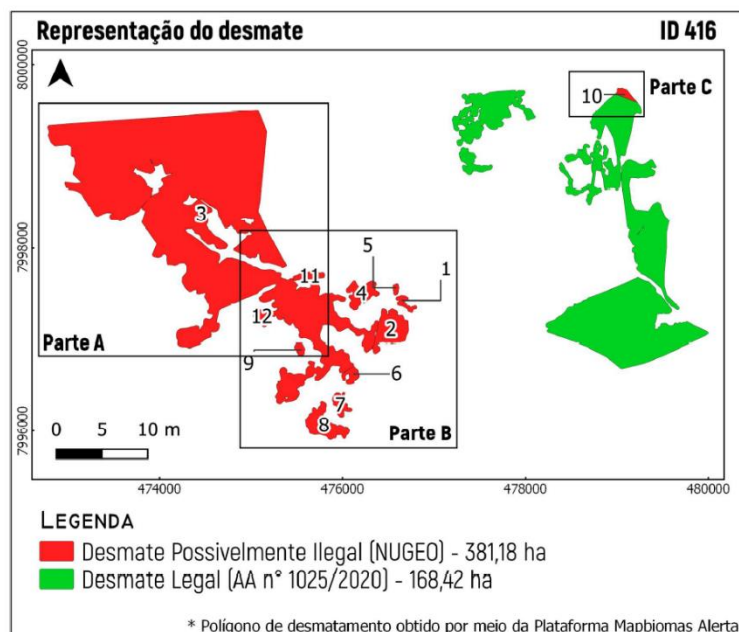 Representação do desmate ID 416
8000000
10 Parte C
3
7998000
5
11 4 1
12 2
Parte A
9 6
0 5 10 m
7
8 Parte B
7996000
474000 476000 478000 480000
LEGENDA
Desmate Possivelmente Ilegal (NUGEO) - 381,18 ha
Desmate Legal (AA n° 1025/2020) - 168,42 ha
* Polígono de desmatamento obtido por meio da Plataforma Mapbiomas Alerta